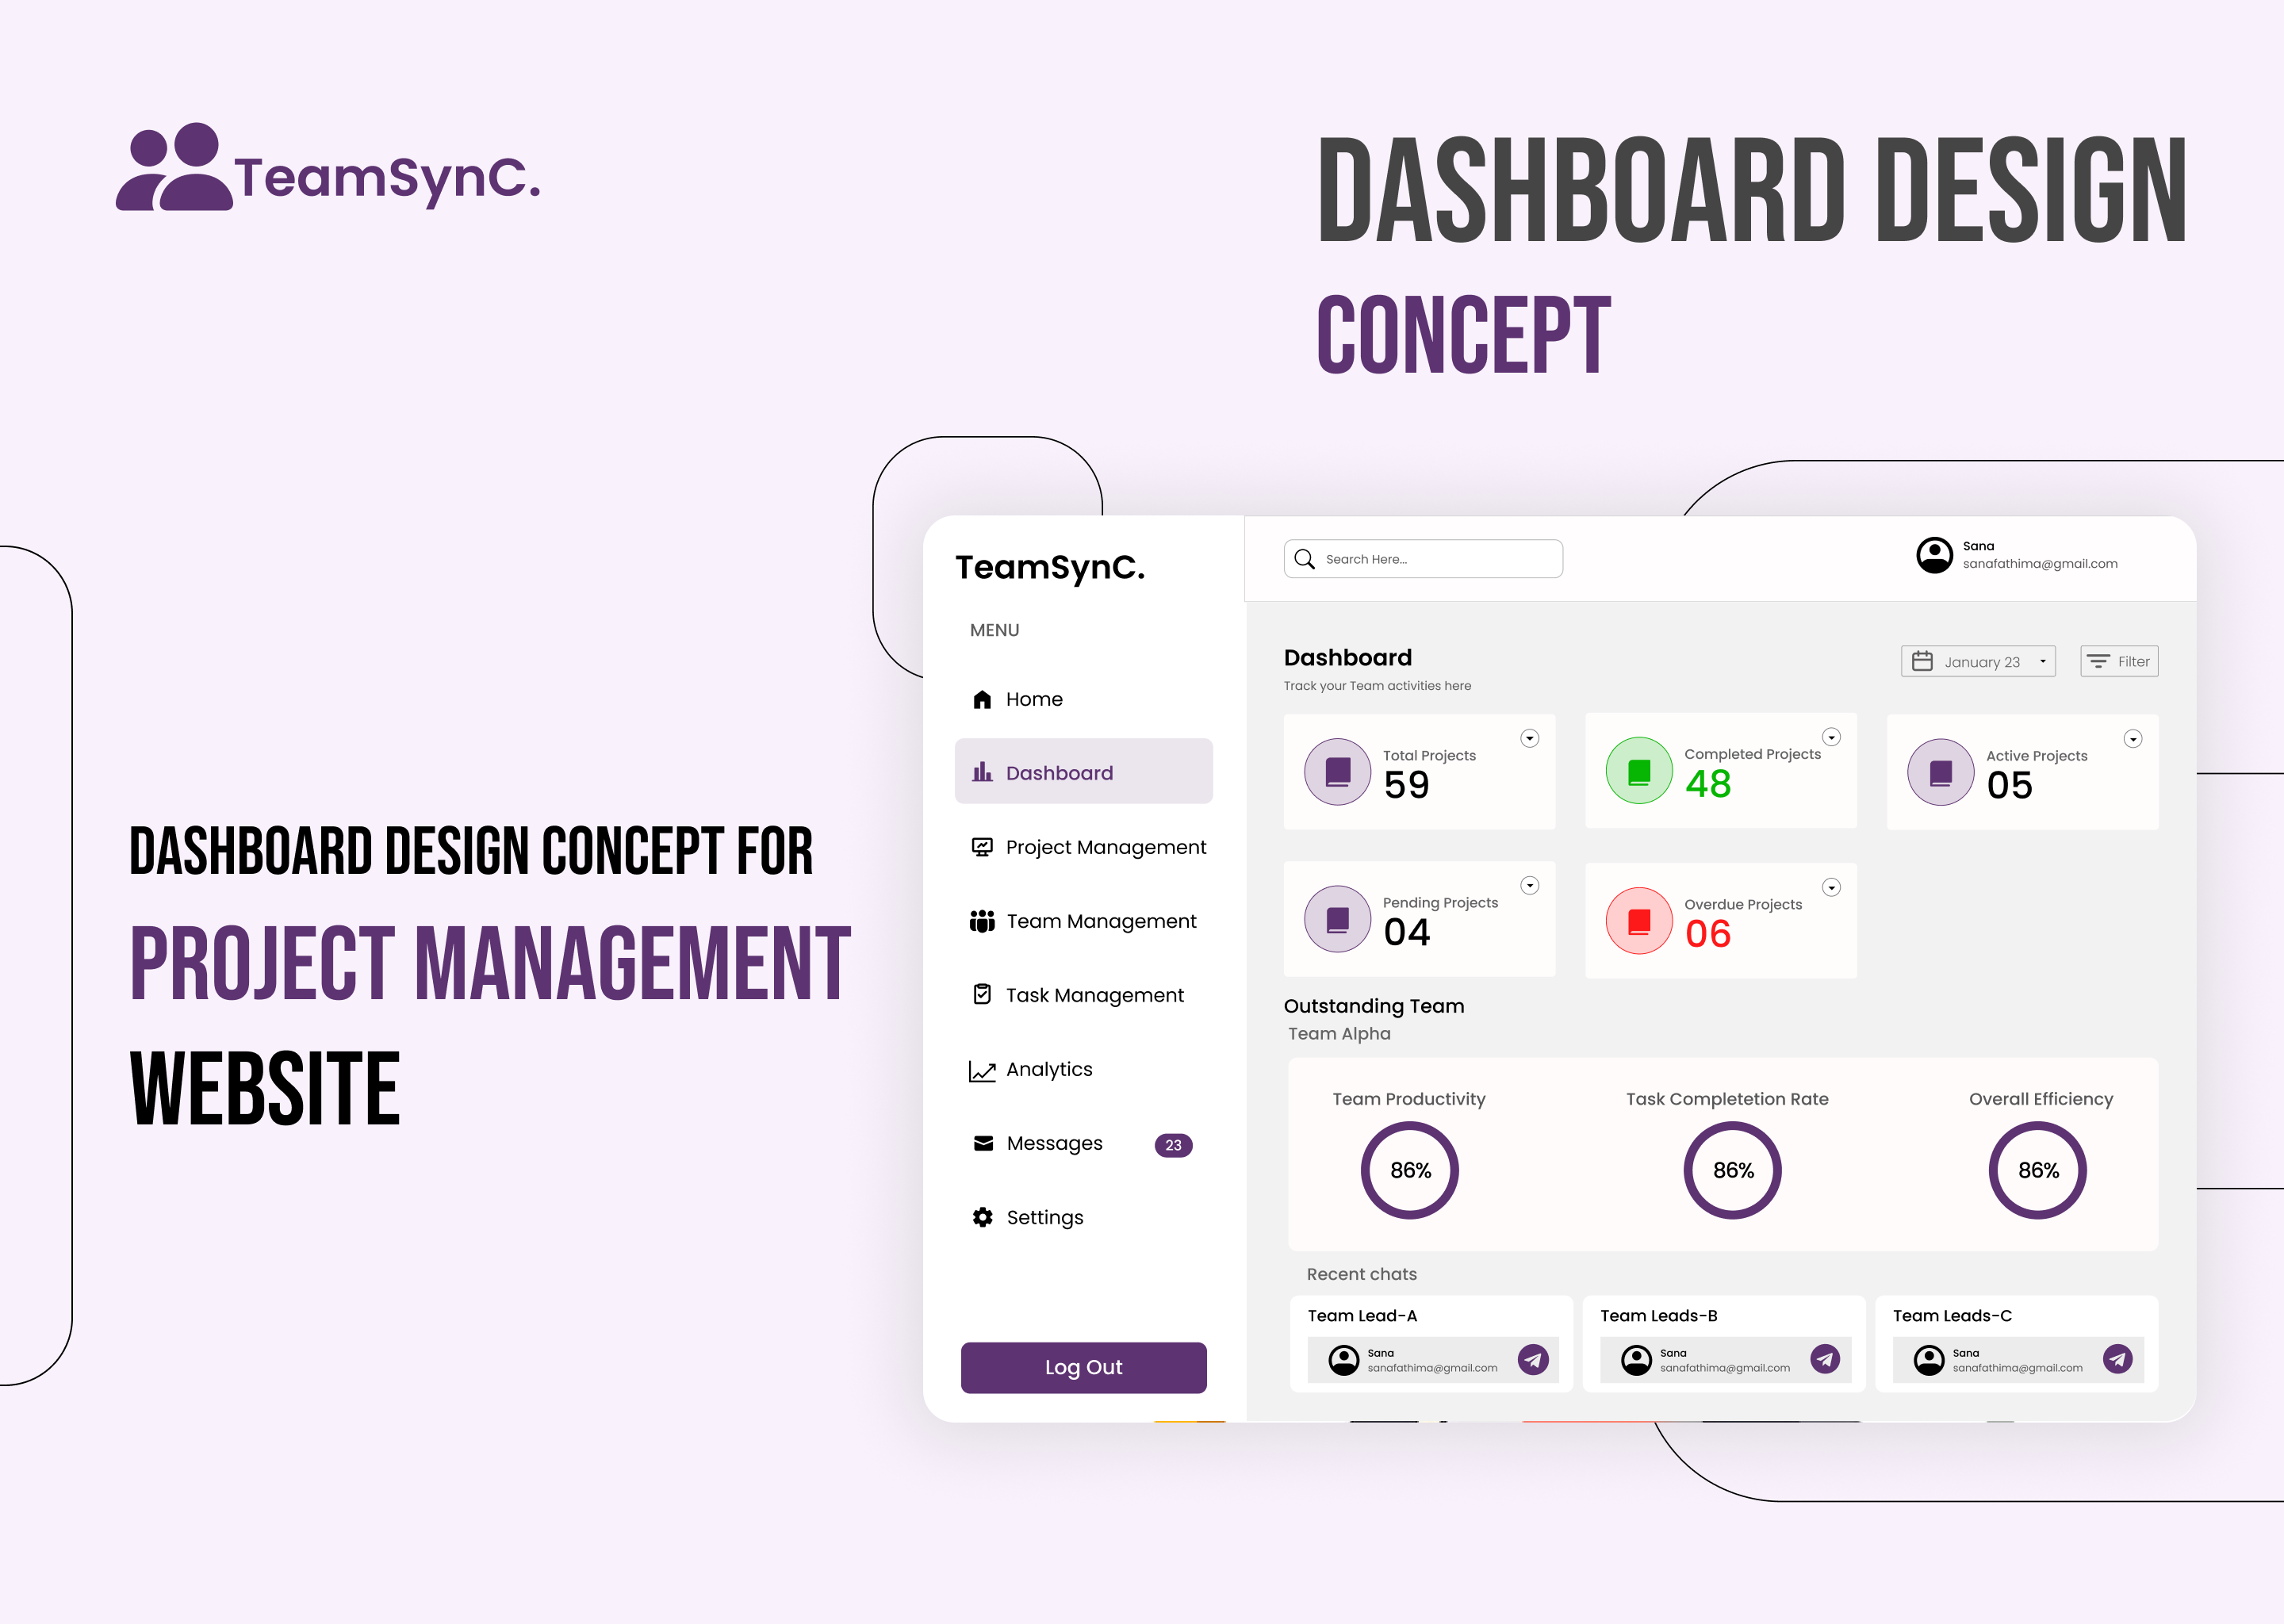 TeamSynC.
DASHBOARD DESIGN
CONCEPT
DASHBOARD DESIGN CONCEPT FOR
PROJECT MANAGEMENT
WEBSITE
TeamSynC.
MENU
Home
Dashboard
Project Management
Team Management
Task Management
Analytics
Messages 23
Settings
Log Out
Search Here...
Sana
sanafathima@gmail.com
Dashboard
Track your Team activities here
January 23
Filter
Total Projects
59
Completed Projects
48
Active Projects
05
Pending Projects
04
Overdue Projects
06
Outstanding Team
Team Alpha
Team Productivity
86%
Task Completetion Rate
86%
Overall Efficiency
86%
Recent chats
Team Lead-A
Sana
sanafathima@gmail.com
Team Leads-B
Sana
sanafathima@gmail.com
Team Leads-C
Sana
sanafathima@gmail.com